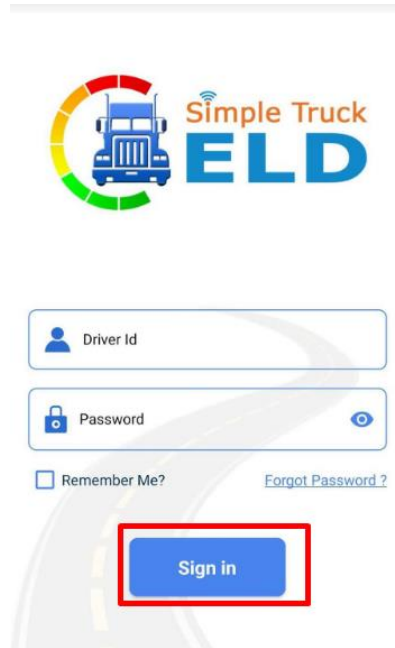 Simple Truck
ELD
Driver Id
Password
Remember Me? Forgot Password ?
Sign in